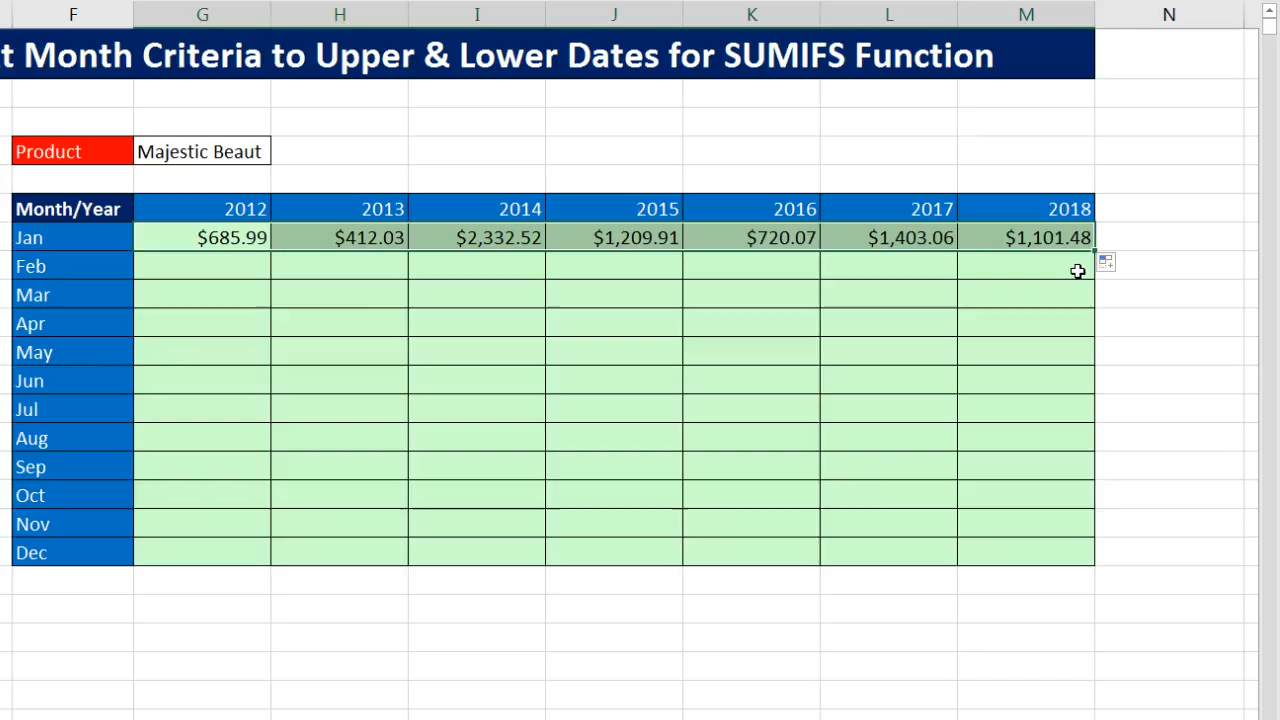 F G H I J K L M N
t Month Criteria to Upper & Lower Dates for SUMIFS Function
Product Majestic Beaut
Month/Year 2012 2013 2014 2015 2016 2017 2018
Jan $685.99 $412.03 $2,332.52 $1,209.91 $720.07 $1,403.06 $1,101.48
Feb
Mar
Apr
May
Jun
Jul
Aug
Sep
Oct
Nov
Dec